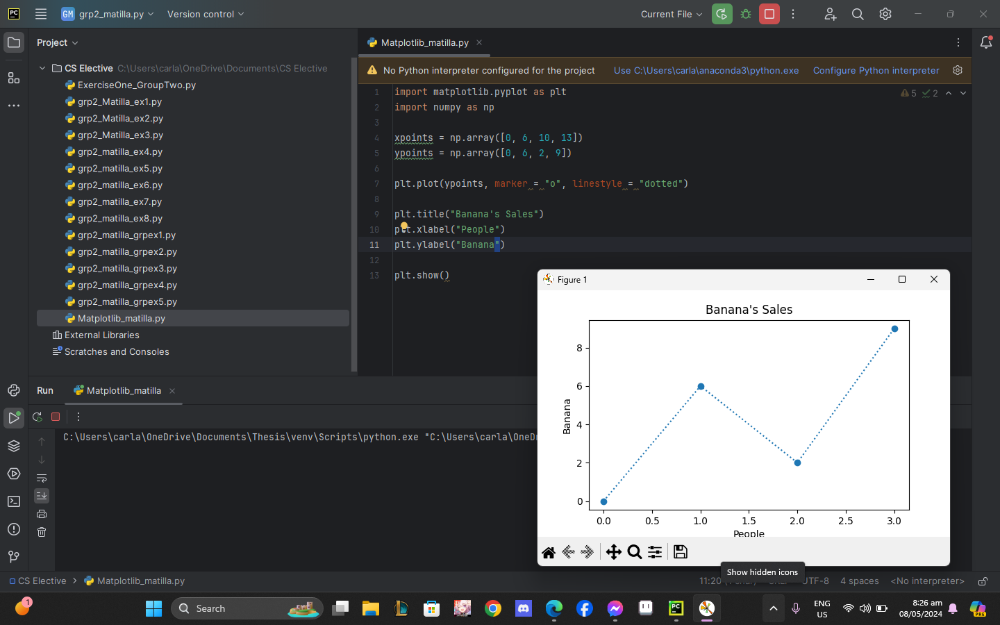 PC
GM grp2_matilla.py Version control Current File
Project
Matplotlib_matilla.py
CS Elective C:\Users\carla\OneDrive\Documents\CS Elective
No Python interpreter configured for the project Use C:\Users\carla\anaconda3\python.exe Configure Python interpreter
ExerciseOne_GroupTwo.py
grp2_Matilla_ex1.py
grp2_Matilla_ex2.py
grp2_Matilla_ex3.py
grp2_matilla_ex4.py
grp2_matilla_ex5.py
grp2_matilla_ex6.py
grp2_matilla_ex7.py
grp2_matilla_ex8.py
grp2_matilla_grpex1.py
grp2_matilla_grpex2.py
grp2_matilla_grpex3.py
grp2_matilla_grpex4.py
grp2_matilla_grpex5.py
Matplotlib_matilla.py
External Libraries
Scratches and Consoles
5 2
1 import matplotlib.pyplot as plt
2 import numpy as np
3
4 xpoints = np.array([0, 6, 10, 13])
5 ypoints = np.array([0, 6, 2, 9])
6
7 plt.plot(ypoints, marker = "o", linestyle = "dotted")
8
9 plt.title("Banana's Sales")
10 plt.xlabel("People")
11 plt.ylabel("Banana")
12
13 plt.show()
Figure 1
Banana's Sales
Banana
8
6
4
2
0
0.0 0.5 1.0 1.5 2.0 2.5 3.0
People
Show hidden icons
Run Matplotlib_matilla
C:\Users\carla\OneDrive\Documents\Thesis\venv\Scripts\python.exe "C:\Users\carla\OneD
CS Elective Matplotlib_matilla.py
11:20 UTF-8 4 spaces <No interpreter>
1
Search
PC
ENG
US
8:26 am
08/05/2024
PRE